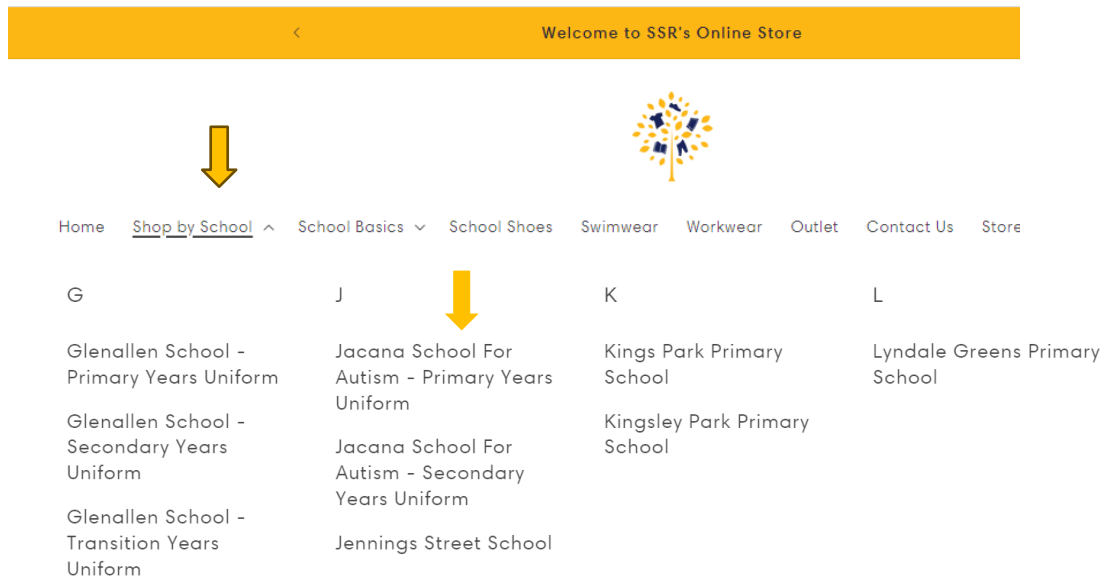 Welcome to SSR's Online Store
Home Shop by School School Basics School Shoes Swimwear Workwear Outlet Contact Us Store
G
Glenallen School -
Primary Years Uniform
Glenallen School -
Secondary Years
Uniform
Glenallen School -
Transition Years
Uniform
J
Jacana School For
Autism - Primary Years
Uniform
Jacana School For
Autism - Secondary
Years Uniform
Jennings Street School
K
Kings Park Primary
School
Kingsley Park Primary
School
L
Lyndale Greens Primary
School